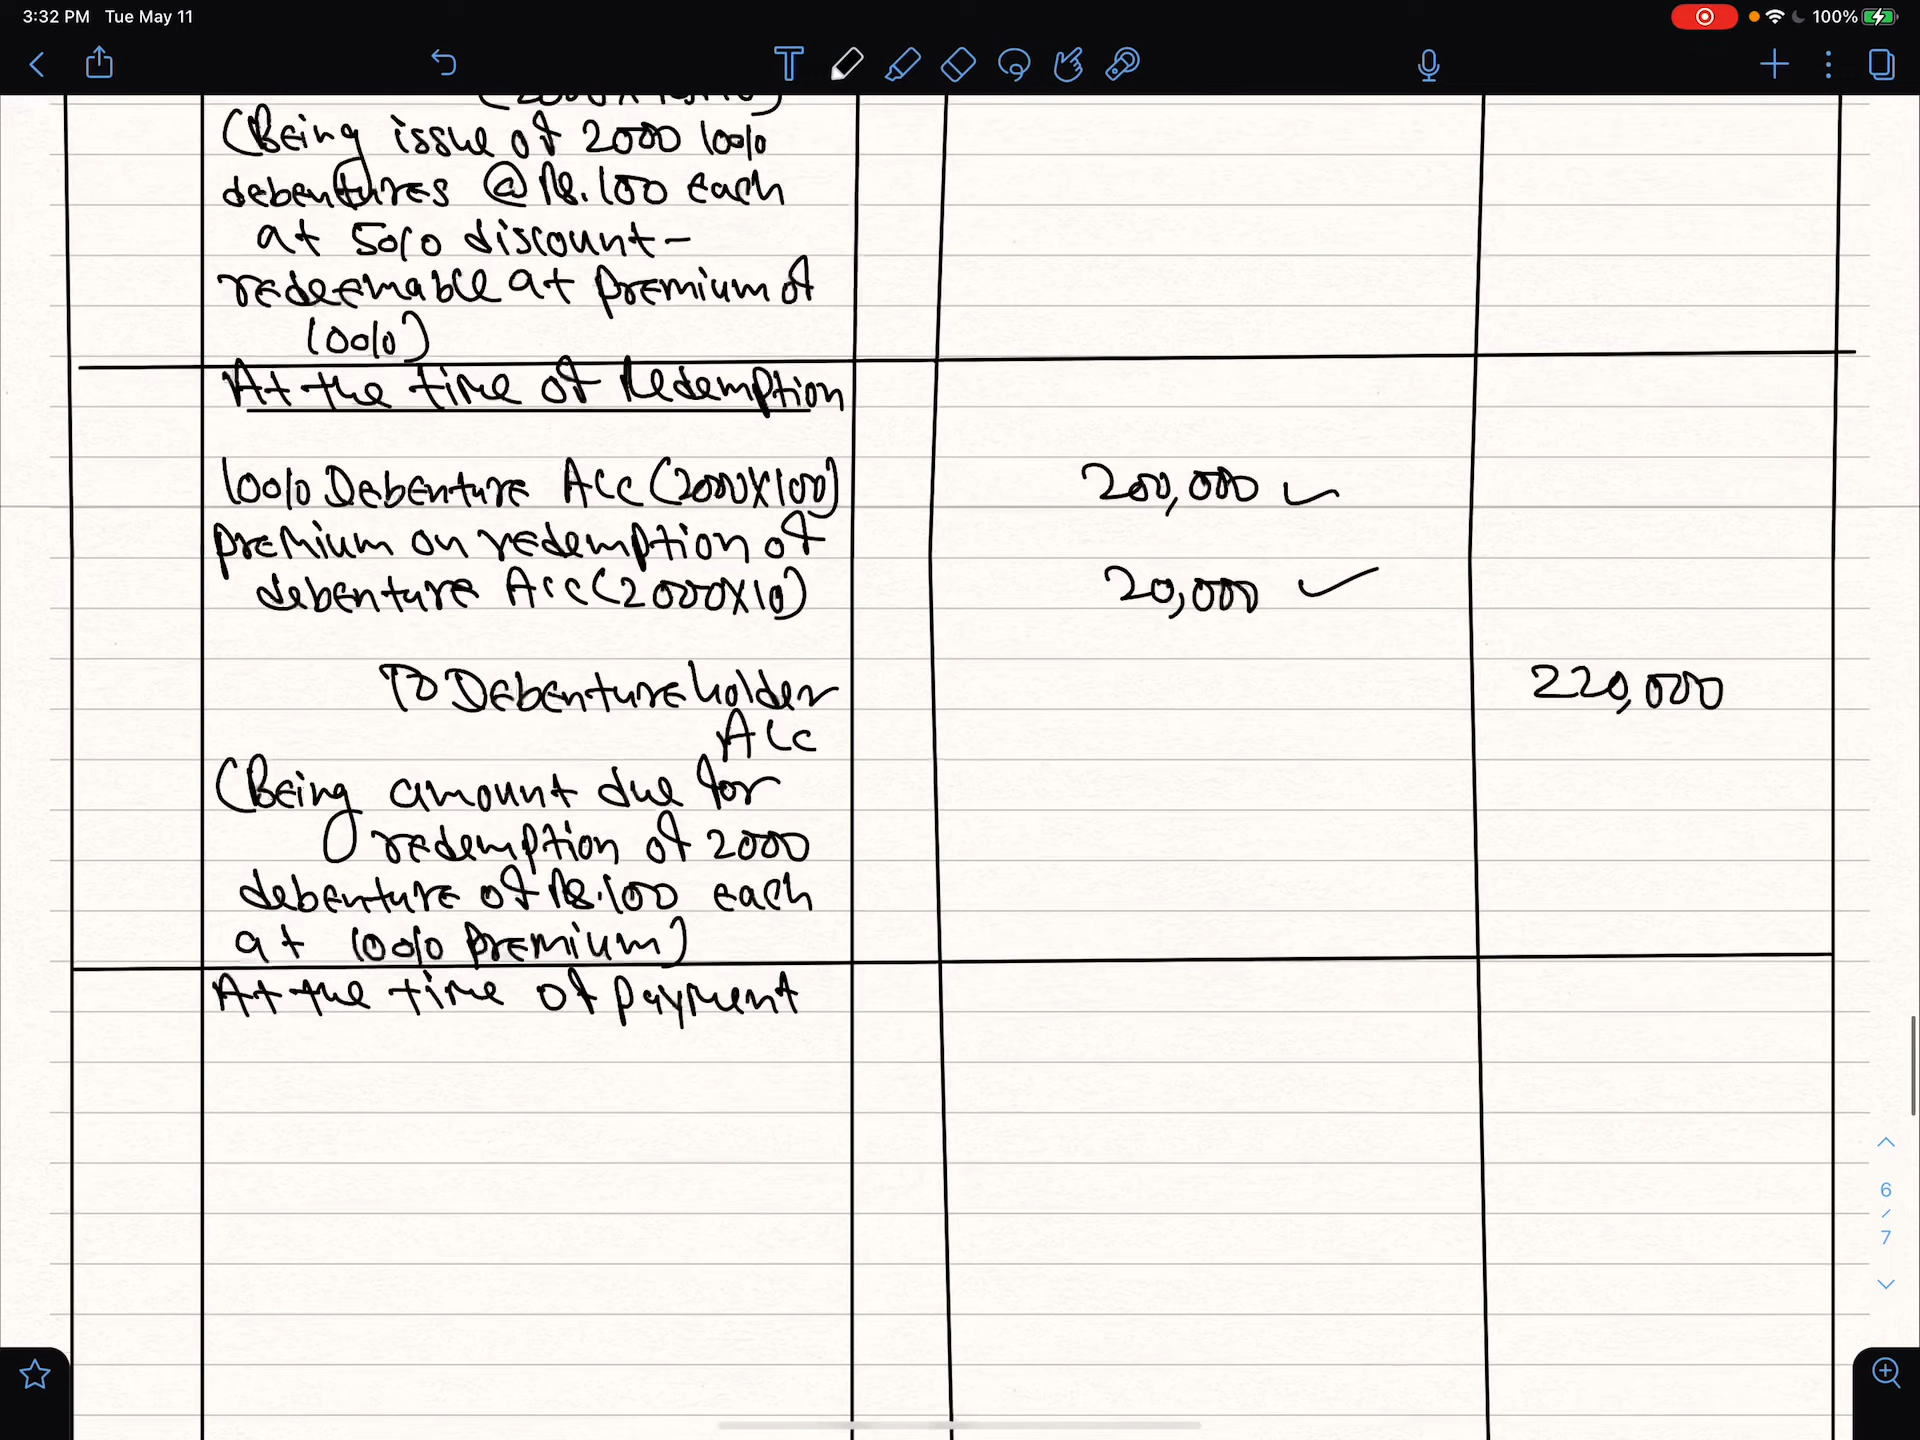 3:32 PM Tue May 11
100%
(Being issue of 2000 10%
debentures @ Rs.100 each
at 5% discount-
redeemable at premium of
10%)
At the time of Redemption
10% Debenture Acc (2000X100) 200,000
premium on redemption of
debenture Acc (2000X10) 20,000
To Debentureholder 220,000
Acc
(Being amount due for
redemption of 2000
debenture of Rs.100 each
at 10% premium)
At the time of payment
6
/
7